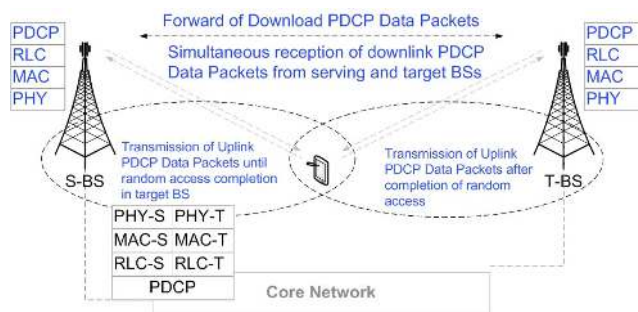 Forward of Download PDCP Data Packets
PDCP
RLC
MAC
PHY
Simultaneous reception of downlink PDCP
Data Packets from serving and target BSs
PDCP
RLC
MAC
PHY
Transmission of Uplink
PDCP Data Packets until
random access completion
in target BS
Transmission of Uplink
PDCP Data Packets after
completion of random
access
S-BS
T-BS
PHY-S PHY-T
MAC-S MAC-T
RLC-S RLC-T
PDCP
Core Network